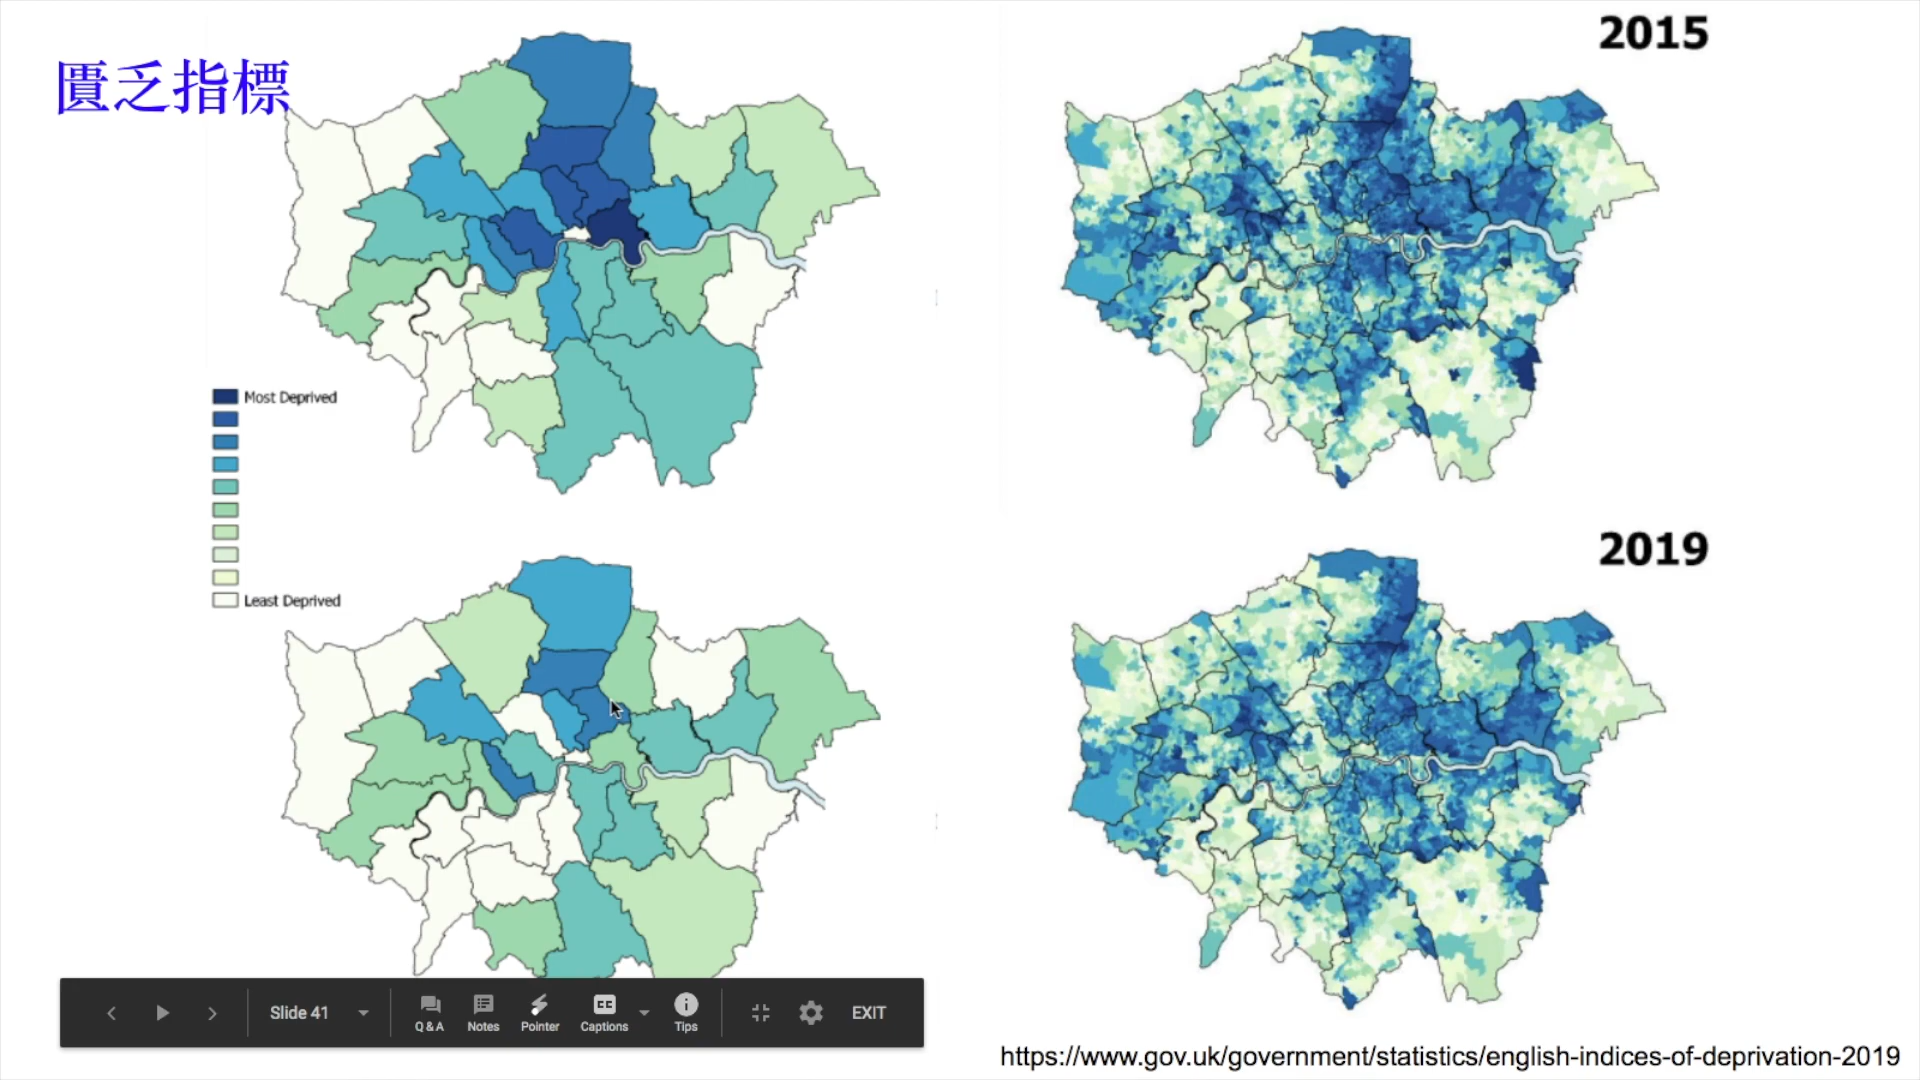 匱乏指標
2015
Most Deprived
Least Deprived
2019
Slide 41
Q & A
Notes
Pointer
CC
Captions
Tips
EXIT
https://www.gov.uk/government/statistics/english-indices-of-deprivation-2019